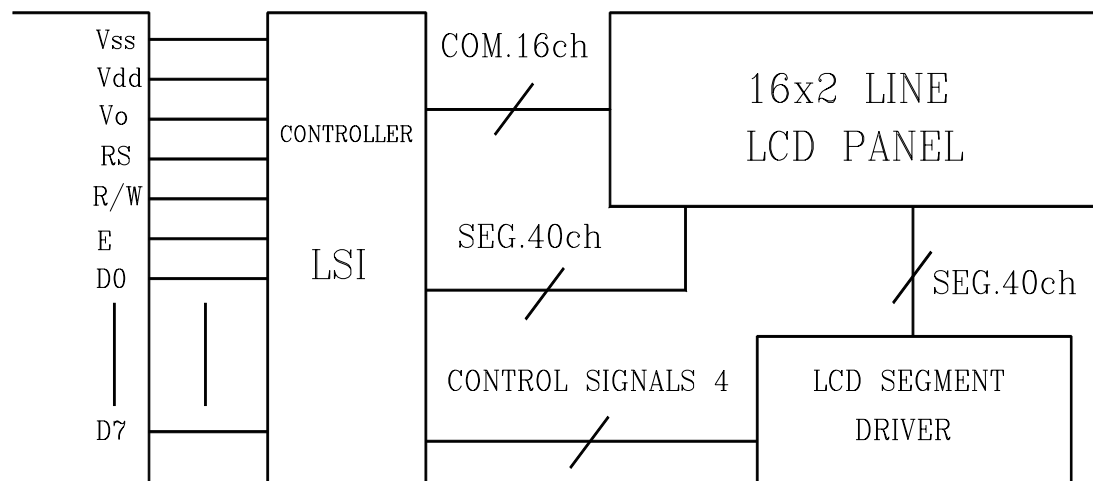 Vss
Vdd
Vo
RS
R/W
E
D0
D7
CONTROLLER
LSI
COM.16ch
SEG.40ch
CONTROL SIGNALS 4
16x2 LINE
LCD PANEL
SEG.40ch
LCD SEGMENT
DRIVER